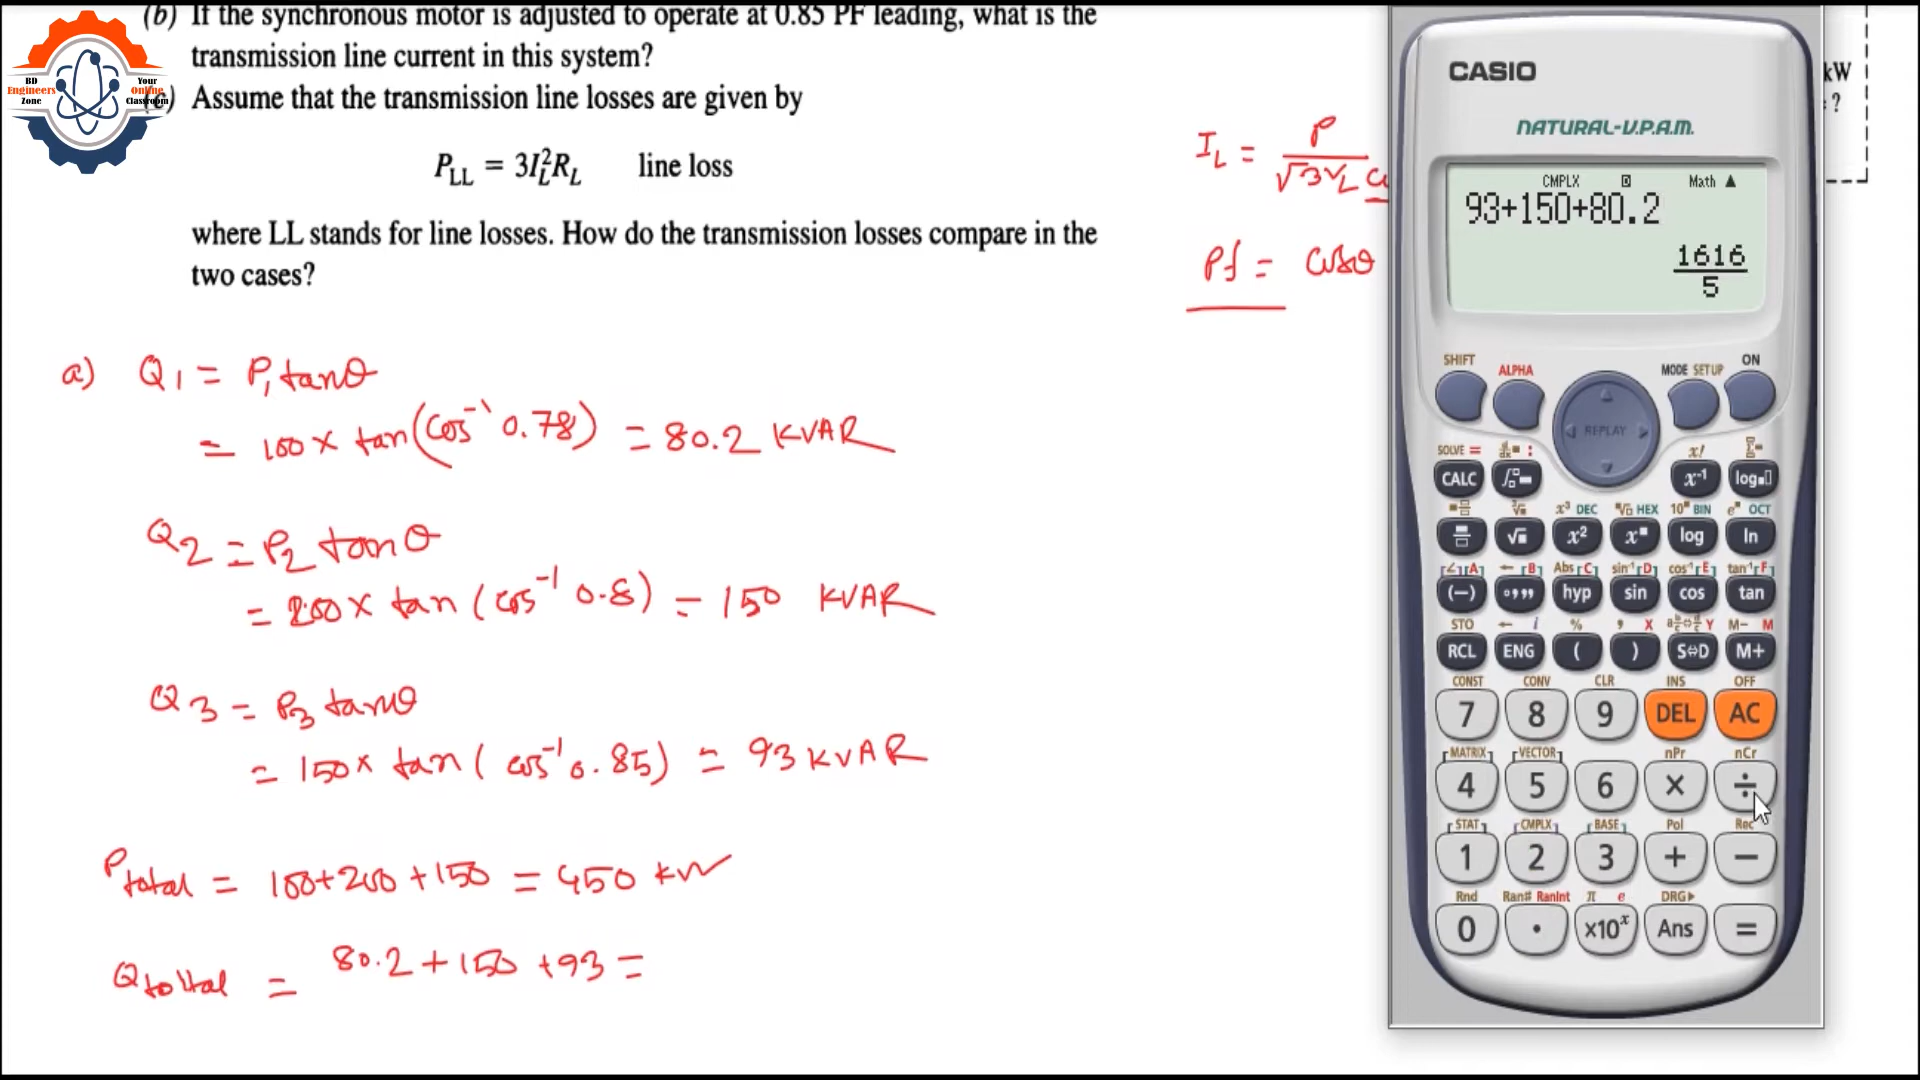 (b) If the synchronous motor is adjusted to operate at 0.85 PF leading, what is the
transmission line current in this system?
(c) Assume that the transmission line losses are given by
P_LL = 3I_L^2 R_L line loss
where LL stands for line losses. How do the transmission losses compare in the
two cases?
BD
Engineers
Zone
Your
Online
Classroom
kW
= ?
I_L = P / √3 V_L
Pf = cosθ
a) Q1 = P1 tanθ
= 100 × tan(cos⁻¹ 0.78) = 80.2 KVAR
Q2 = P2 tanθ
= 200 × tan (cos⁻¹ 0.8) = 150 KVAR
Q3 = P3 tanθ
= 150 × tan (cos⁻¹ 0.85) = 93 KVAR
Ptotal = 100+200+150 = 450 kW
Qtottal = 80.2+150+93 =
CASIO
NATURAL-V.P.A.M.
CMPLX D Math ▲
93+150+80.2
1616
5
SHIFT ALPHA MODE SETUP ON
REPLAY
SOLVE = : x!
CALC x⁻¹ log
x³ DEC HEX 10 BIN e OCT
√ x² x log ln
∠ A B Abs C sin⁻¹ D cos⁻¹ E tan⁻¹ F
(−) hyp sin cos tan
STO ← i % , X Y M− M
RCL ENG ( ) S⇔D M+
CONST CONV CLR INS OFF
7 8 9 DEL AC
MATRIX VECTOR nPr nCr
4 5 6 × ÷
STAT CMPLX BASE Pol Rec
1 2 3 + −
Rnd Ran# RanInt π e DRG▶
0 . ×10ˣ Ans =